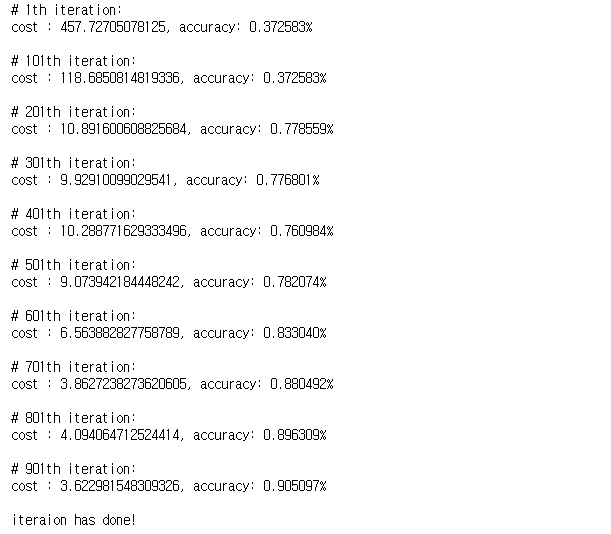 # 1th iteration:
cost : 457.72705078125, accuracy: 0.372583%
# 101th iteration:
cost : 118.6850814819336, accuracy: 0.372583%
# 201th iteration:
cost : 10.891600608825684, accuracy: 0.778559%
# 301th iteration:
cost : 9.92910099029541, accuracy: 0.776801%
# 401th iteration:
cost : 10.288771629333496, accuracy: 0.760984%
# 501th iteration:
cost : 9.073942184448242, accuracy: 0.782074%
# 601th iteration:
cost : 6.563882827758789, accuracy: 0.833040%
# 701th iteration:
cost : 3.8627238273620605, accuracy: 0.880492%
# 801th iteration:
cost : 4.094064712524414, accuracy: 0.896309%
# 901th iteration:
cost : 3.622981548309326, accuracy: 0.905097%
iteraion has done!